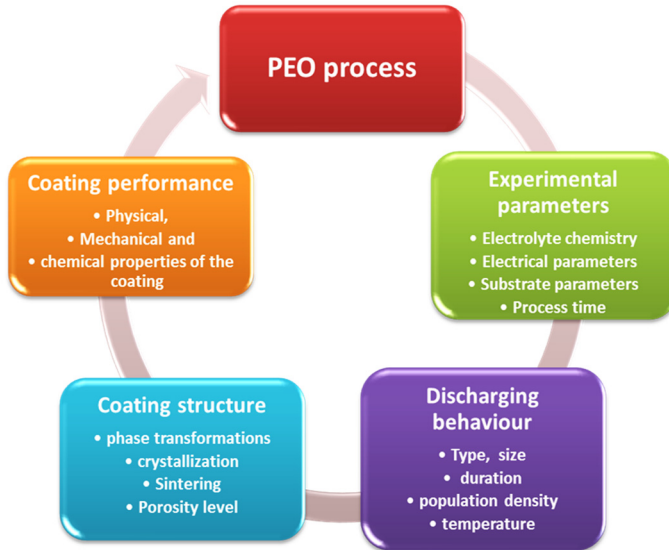 PEO process
Experimental
parameters
• Electrolyte chemistry
• Electrical parameters
• Substrate parameters
• Process time
Discharging
behaviour
• Type, size
• duration
• population density
• temperature
Coating structure
• phase transformations
• crystallization
• Sintering
• Porosity level
Coating performance
• Physical,
• Mechanical and
• chemical properties of the
coating